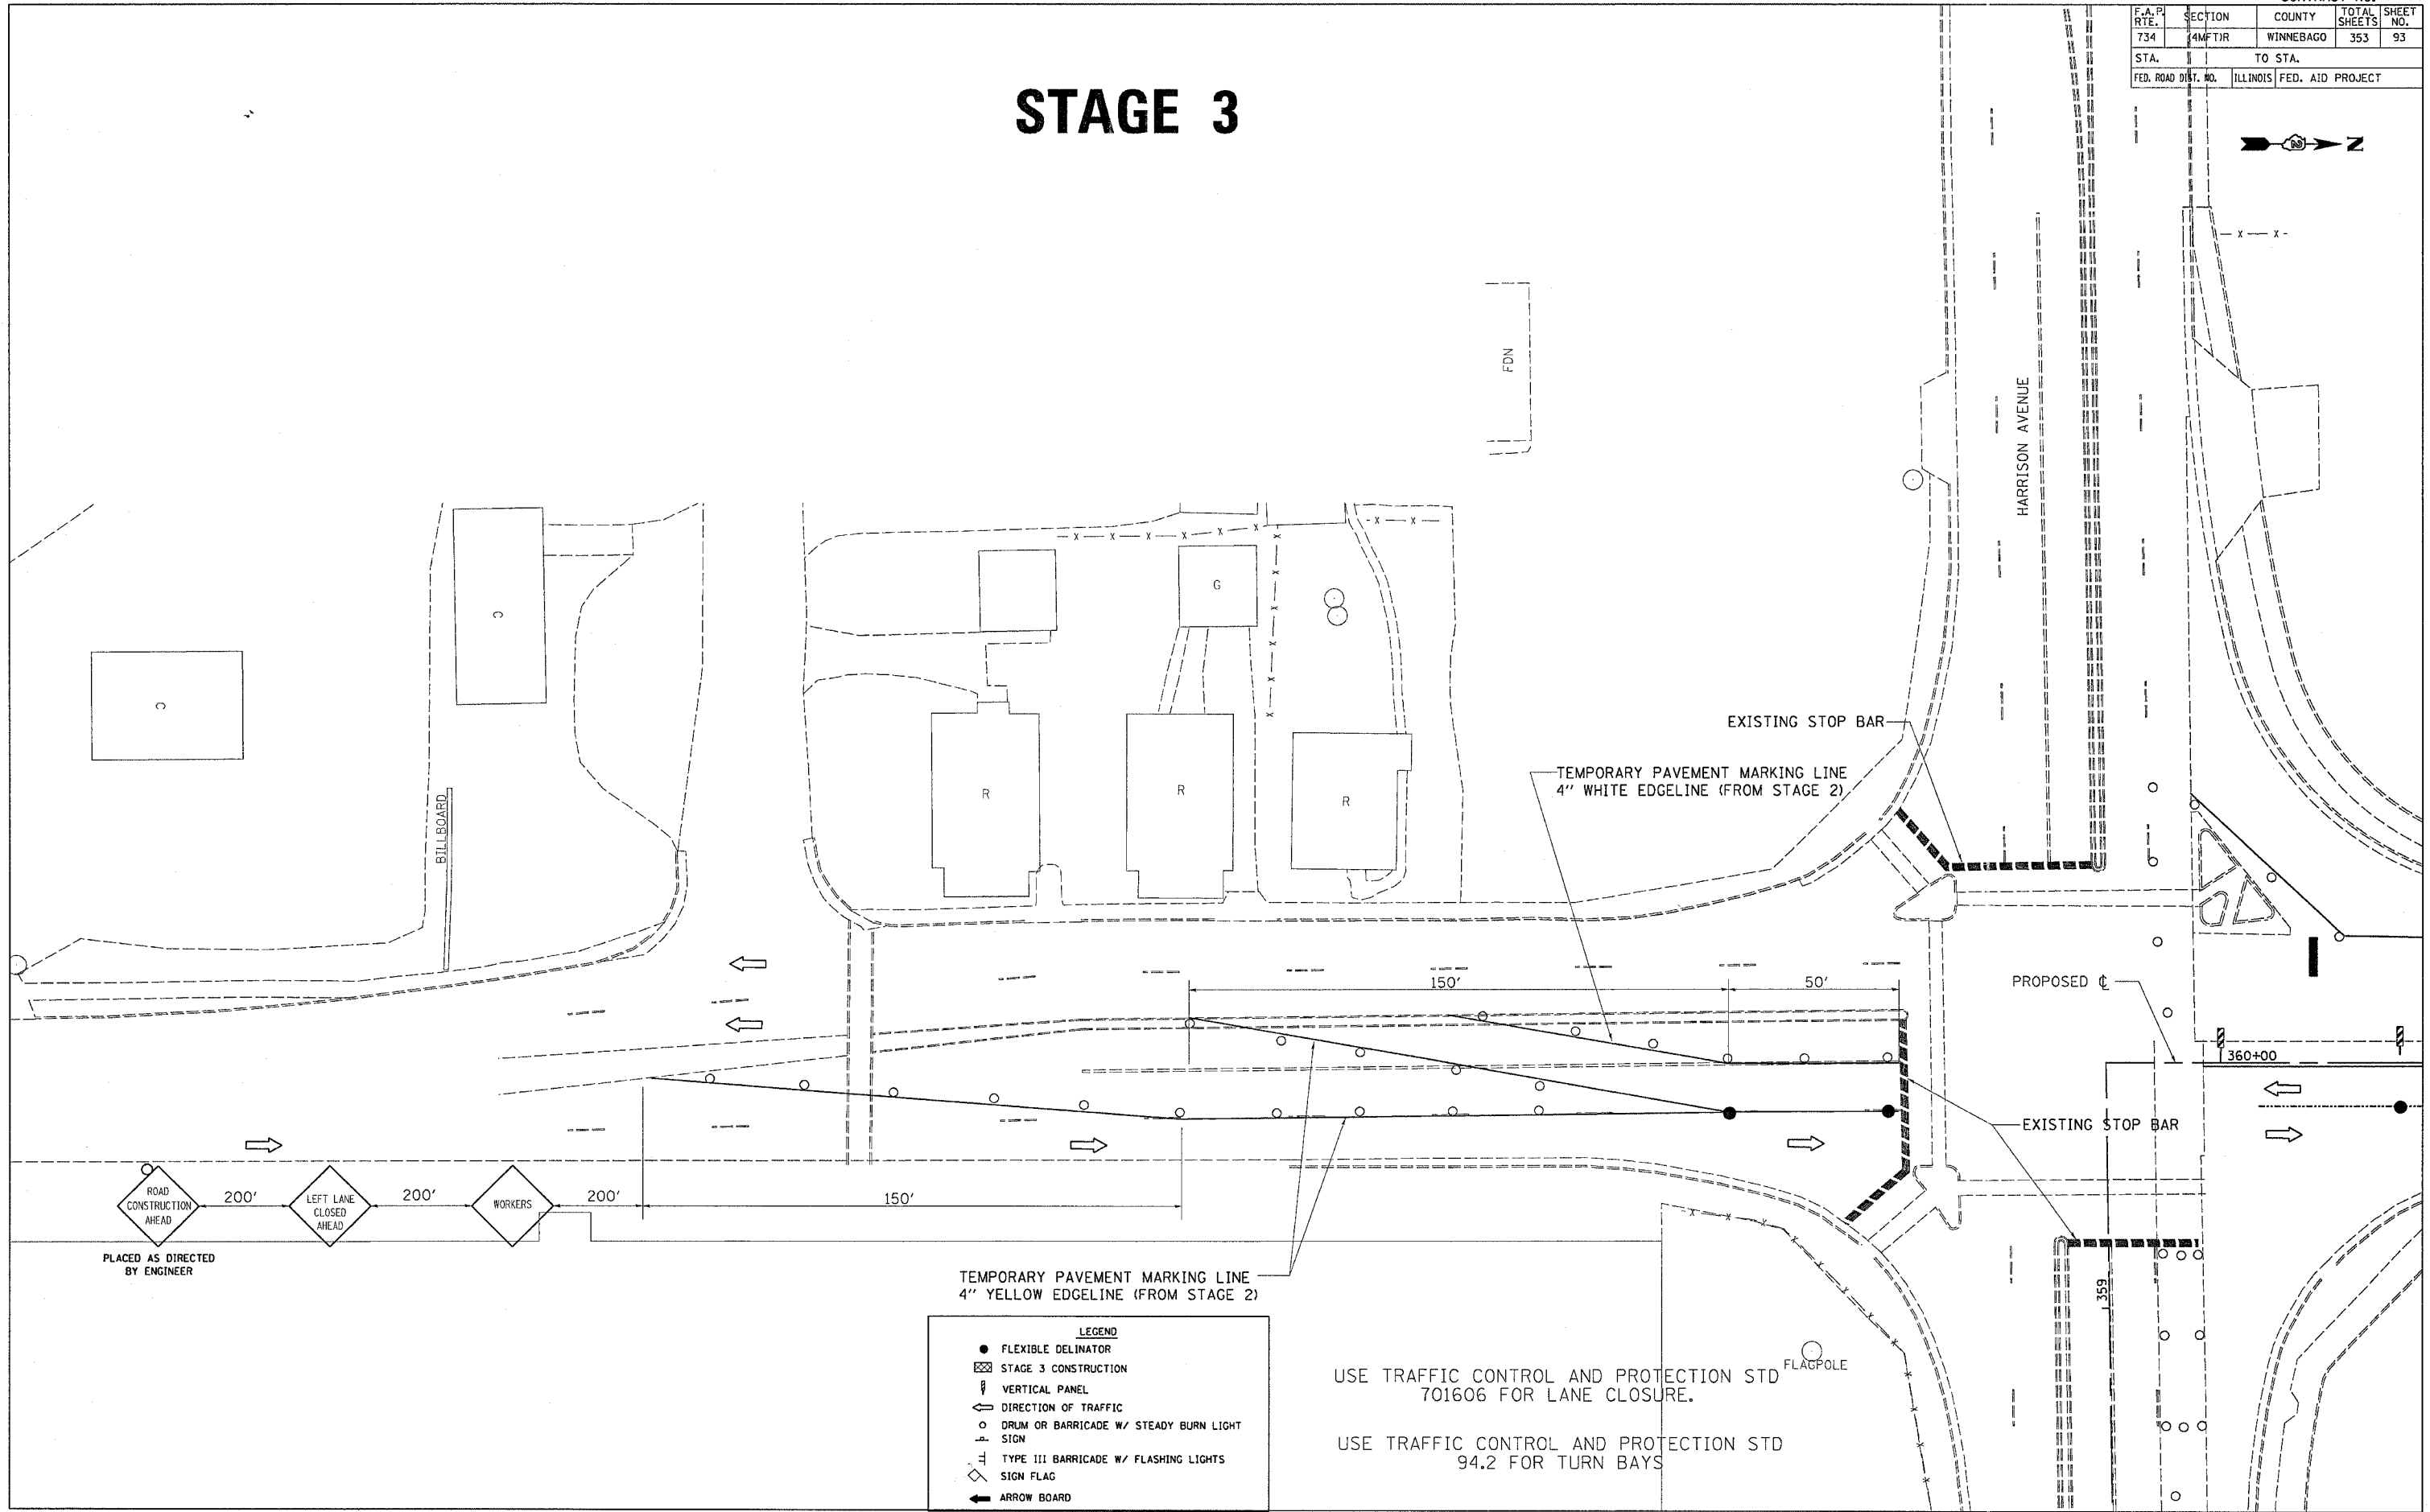 STAGE 3
F.A.P. RTE. SECTION COUNTY TOTAL SHEETS SHEET NO.
734 (4MFT)R WINNEBAGO 353 93
STA. TO STA.
FED. ROAD DIST. NO. ILLINOIS FED. AID PROJECT
N
X X
FDN
HARRISON AVENUE
C
C
G
R
R
R
BILLBOARD
EXISTING STOP BAR
TEMPORARY PAVEMENT MARKING LINE
4" WHITE EDGELINE (FROM STAGE 2)
150'
50'
PROPOSED ℄
360+00
EXISTING STOP BAR
359
ROAD
CONSTRUCTION
AHEAD
200'
LEFT LANE
CLOSED
AHEAD
200'
WORKERS
200'
150'
PLACED AS DIRECTED
BY ENGINEER
TEMPORARY PAVEMENT MARKING LINE
4" YELLOW EDGELINE (FROM STAGE 2)
LEGEND
FLEXIBLE DELINATOR
STAGE 3 CONSTRUCTION
VERTICAL PANEL
DIRECTION OF TRAFFIC
DRUM OR BARRICADE W/ STEADY BURN LIGHT
SIGN
TYPE III BARRICADE W/ FLASHING LIGHTS
SIGN FLAG
ARROW BOARD
USE TRAFFIC CONTROL AND PROTECTION STD
701606 FOR LANE CLOSURE.
FLAGPOLE
USE TRAFFIC CONTROL AND PROTECTION STD
94.2 FOR TURN BAYS